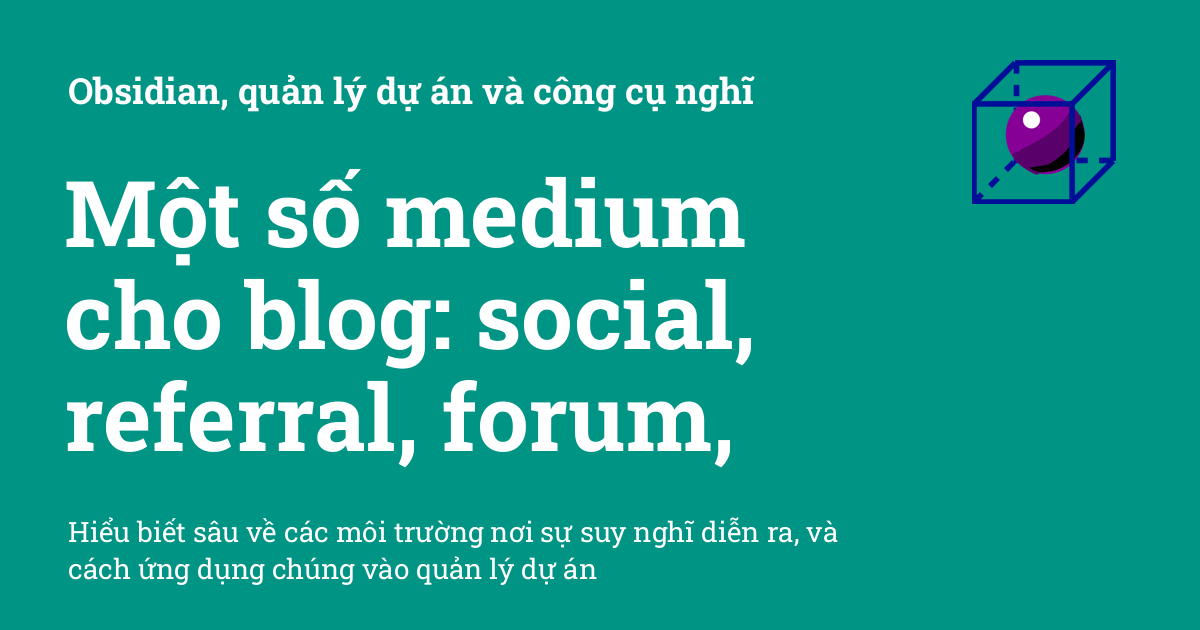 Obsidian, quản lý dự án và công cụ nghĩ
Một số medium
cho blog: social,
referral, forum,
Hiểu biết sâu về các môi trường nơi sự suy nghĩ diễn ra, và
cách ứng dụng chúng vào quản lý dự án